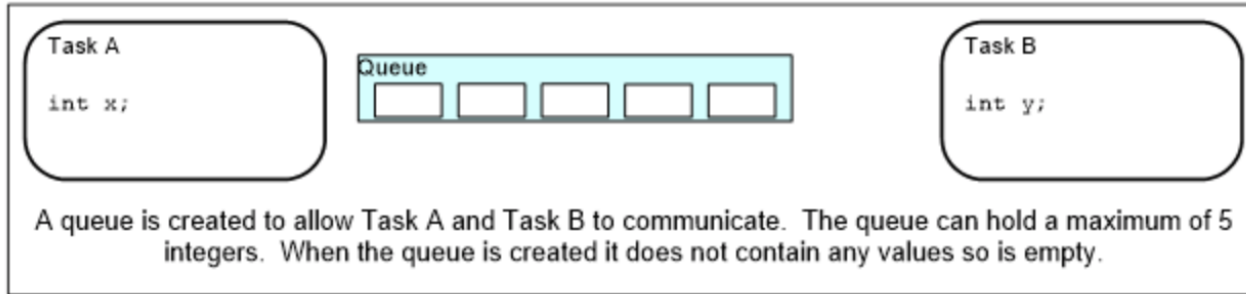 Task A
int x;
Queue
Task B
int y;
A queue is created to allow Task A and Task B to communicate.  The queue can hold a maximum of 5
integers.  When the queue is created it does not contain any values so is empty.